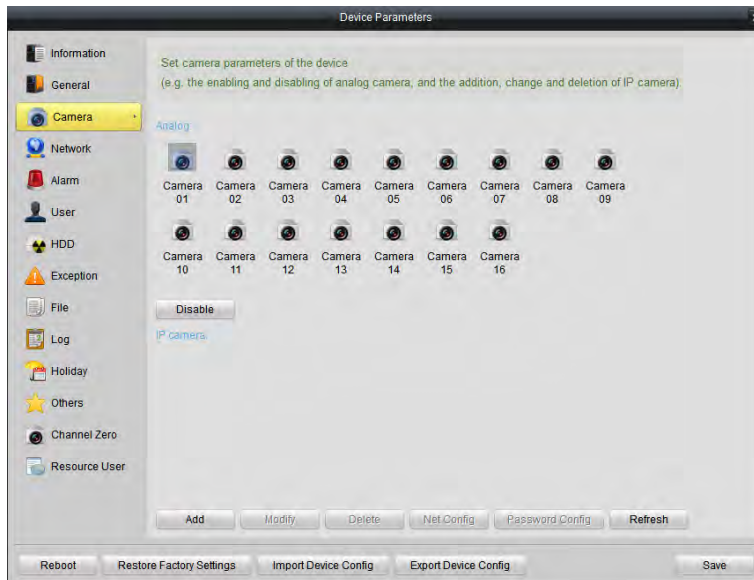 Device Parameters
Information
General
Camera
Network
Alarm
User
HDD
Exception
File
Log
Holiday
Others
Channel Zero
Resource User
Set camera parameters of the device
(e.g. the enabling and disabling of analog camera, and the addition, change and deletion of IP camera)
Analog
Camera 01
Camera 02
Camera 03
Camera 04
Camera 05
Camera 06
Camera 07
Camera 08
Camera 09
Camera 10
Camera 11
Camera 12
Camera 13
Camera 14
Camera 15
Camera 16
Disable
IP camera
Add Modify Delete Net Config Password Config Refresh
Reboot Restore Factory Settings Import Device Config Export Device Config Save